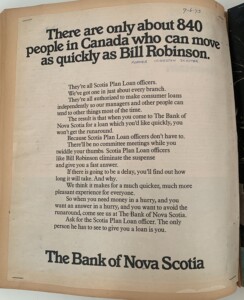 There are only about 840
people in Canada who can move
as quickly as Bill Robinson.
They're all Scotia Plan Loan officers.
We've got one in just about every branch.
They're all authorized to make consumer loans
independently so our managers and other people can
tend to other things most of the time.
The result is that when you come to The Bank of
Nova Scotia for a loan which you'd like quickly, you
won't get the runaround.
Because Scotia Plan Loan officers don't have to.
There'll be no committee meetings while you
twiddle your thumbs. Scotia Plan Loan officers
like Bill Robinson eliminate the suspense
and give you a fast answer.
If there is going to be a delay, you'll find out how
long it will take. And why.
We think it makes for a much quicker, much more
pleasant experience for everyone.
So when you need money in a hurry, and you
want an answer in a hurry, and you want to avoid the
runaround, come see us at The Bank of Nova Scotia.
Ask for the Scotia Plan Loan officer. The only
person he has to see to give you a loan is you.
The Bank of Nova Scotia